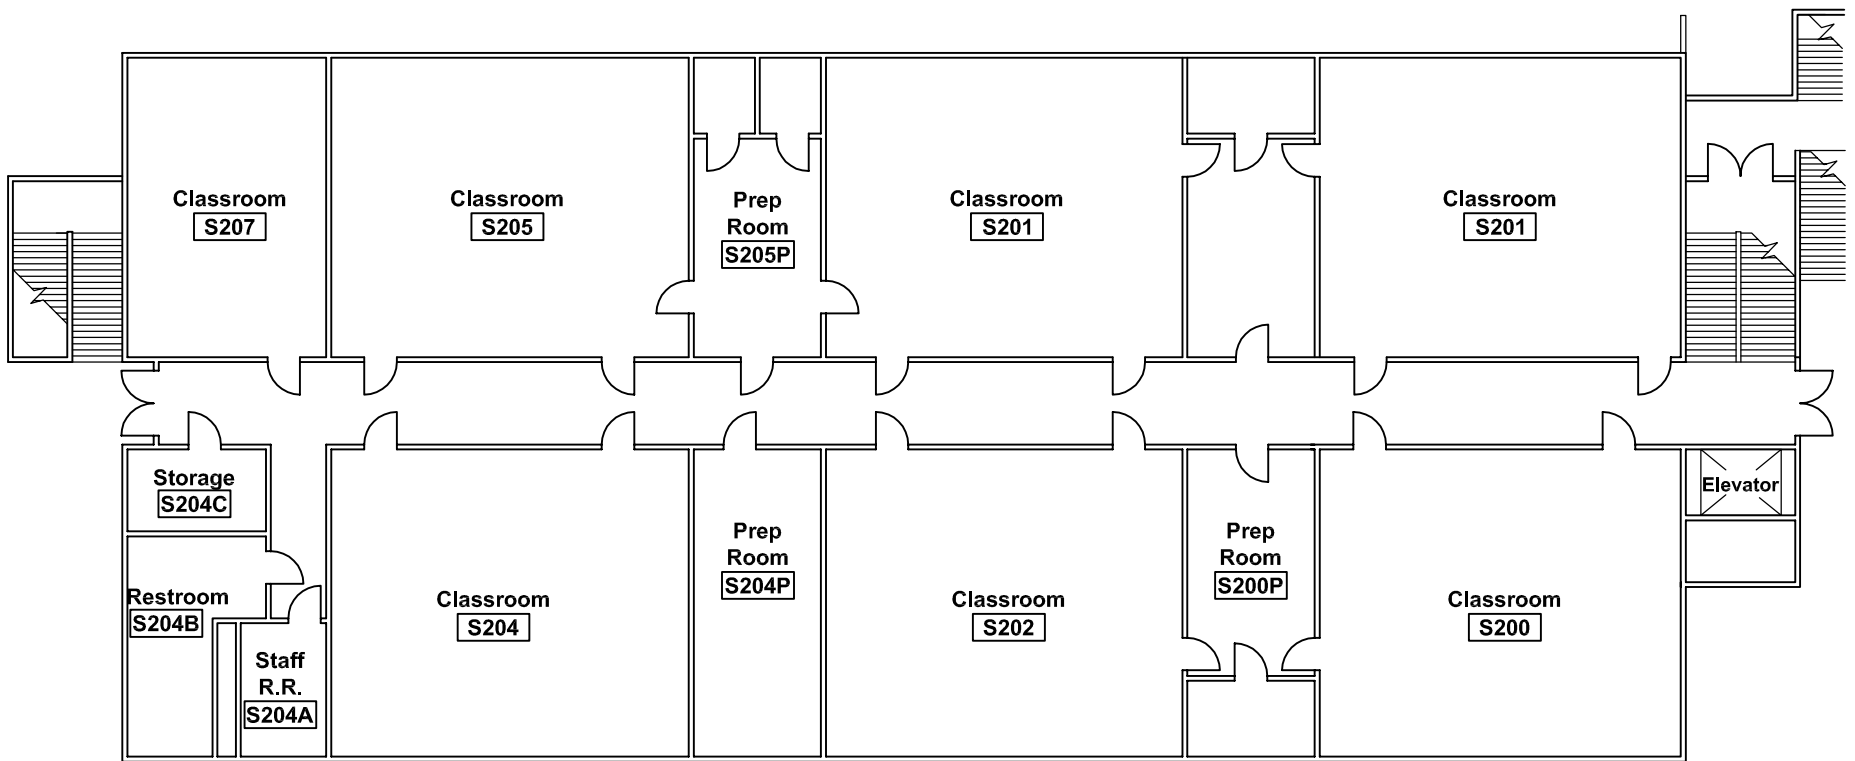 Classroom
S207
Classroom
S205
Prep
Room
S205P
Classroom
S201
Classroom
S201
Storage
S204C
Restroom
S204B
Staff
R.R.
S204A
Classroom
S204
Prep
Room
S204P
Classroom
S202
Prep
Room
S200P
Classroom
S200
Elevator